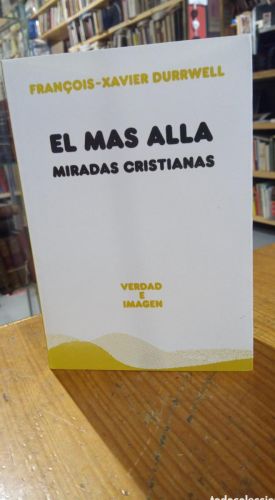 FRANÇOIS-XAVIER DURRWELL
EL MAS ALLA
MIRADAS CRISTIANAS
VERDAD
E
IMAGEN